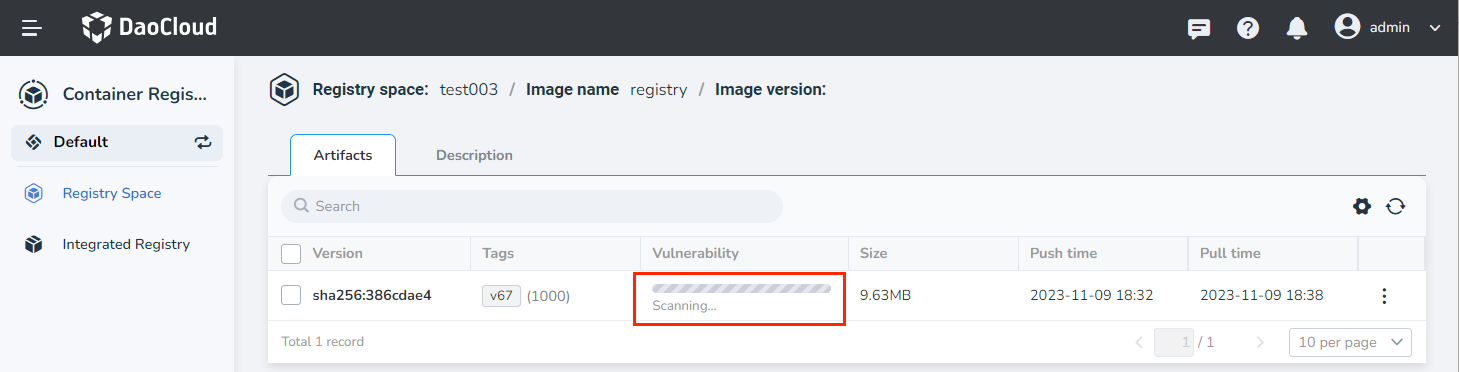 DaoCloud
admin
Container Regis...
Default
Registry Space
Integrated Registry
Registry space: test003 / Image name registry / Image version:
Artifacts Description
Search
Version Tags Vulnerability Size Push time Pull time
sha256:386cdae4 v67 (1000) Scanning... 9.63MB 2023-11-09 18:32 2023-11-09 18:38
Total 1 record 1 / 1 10 per page